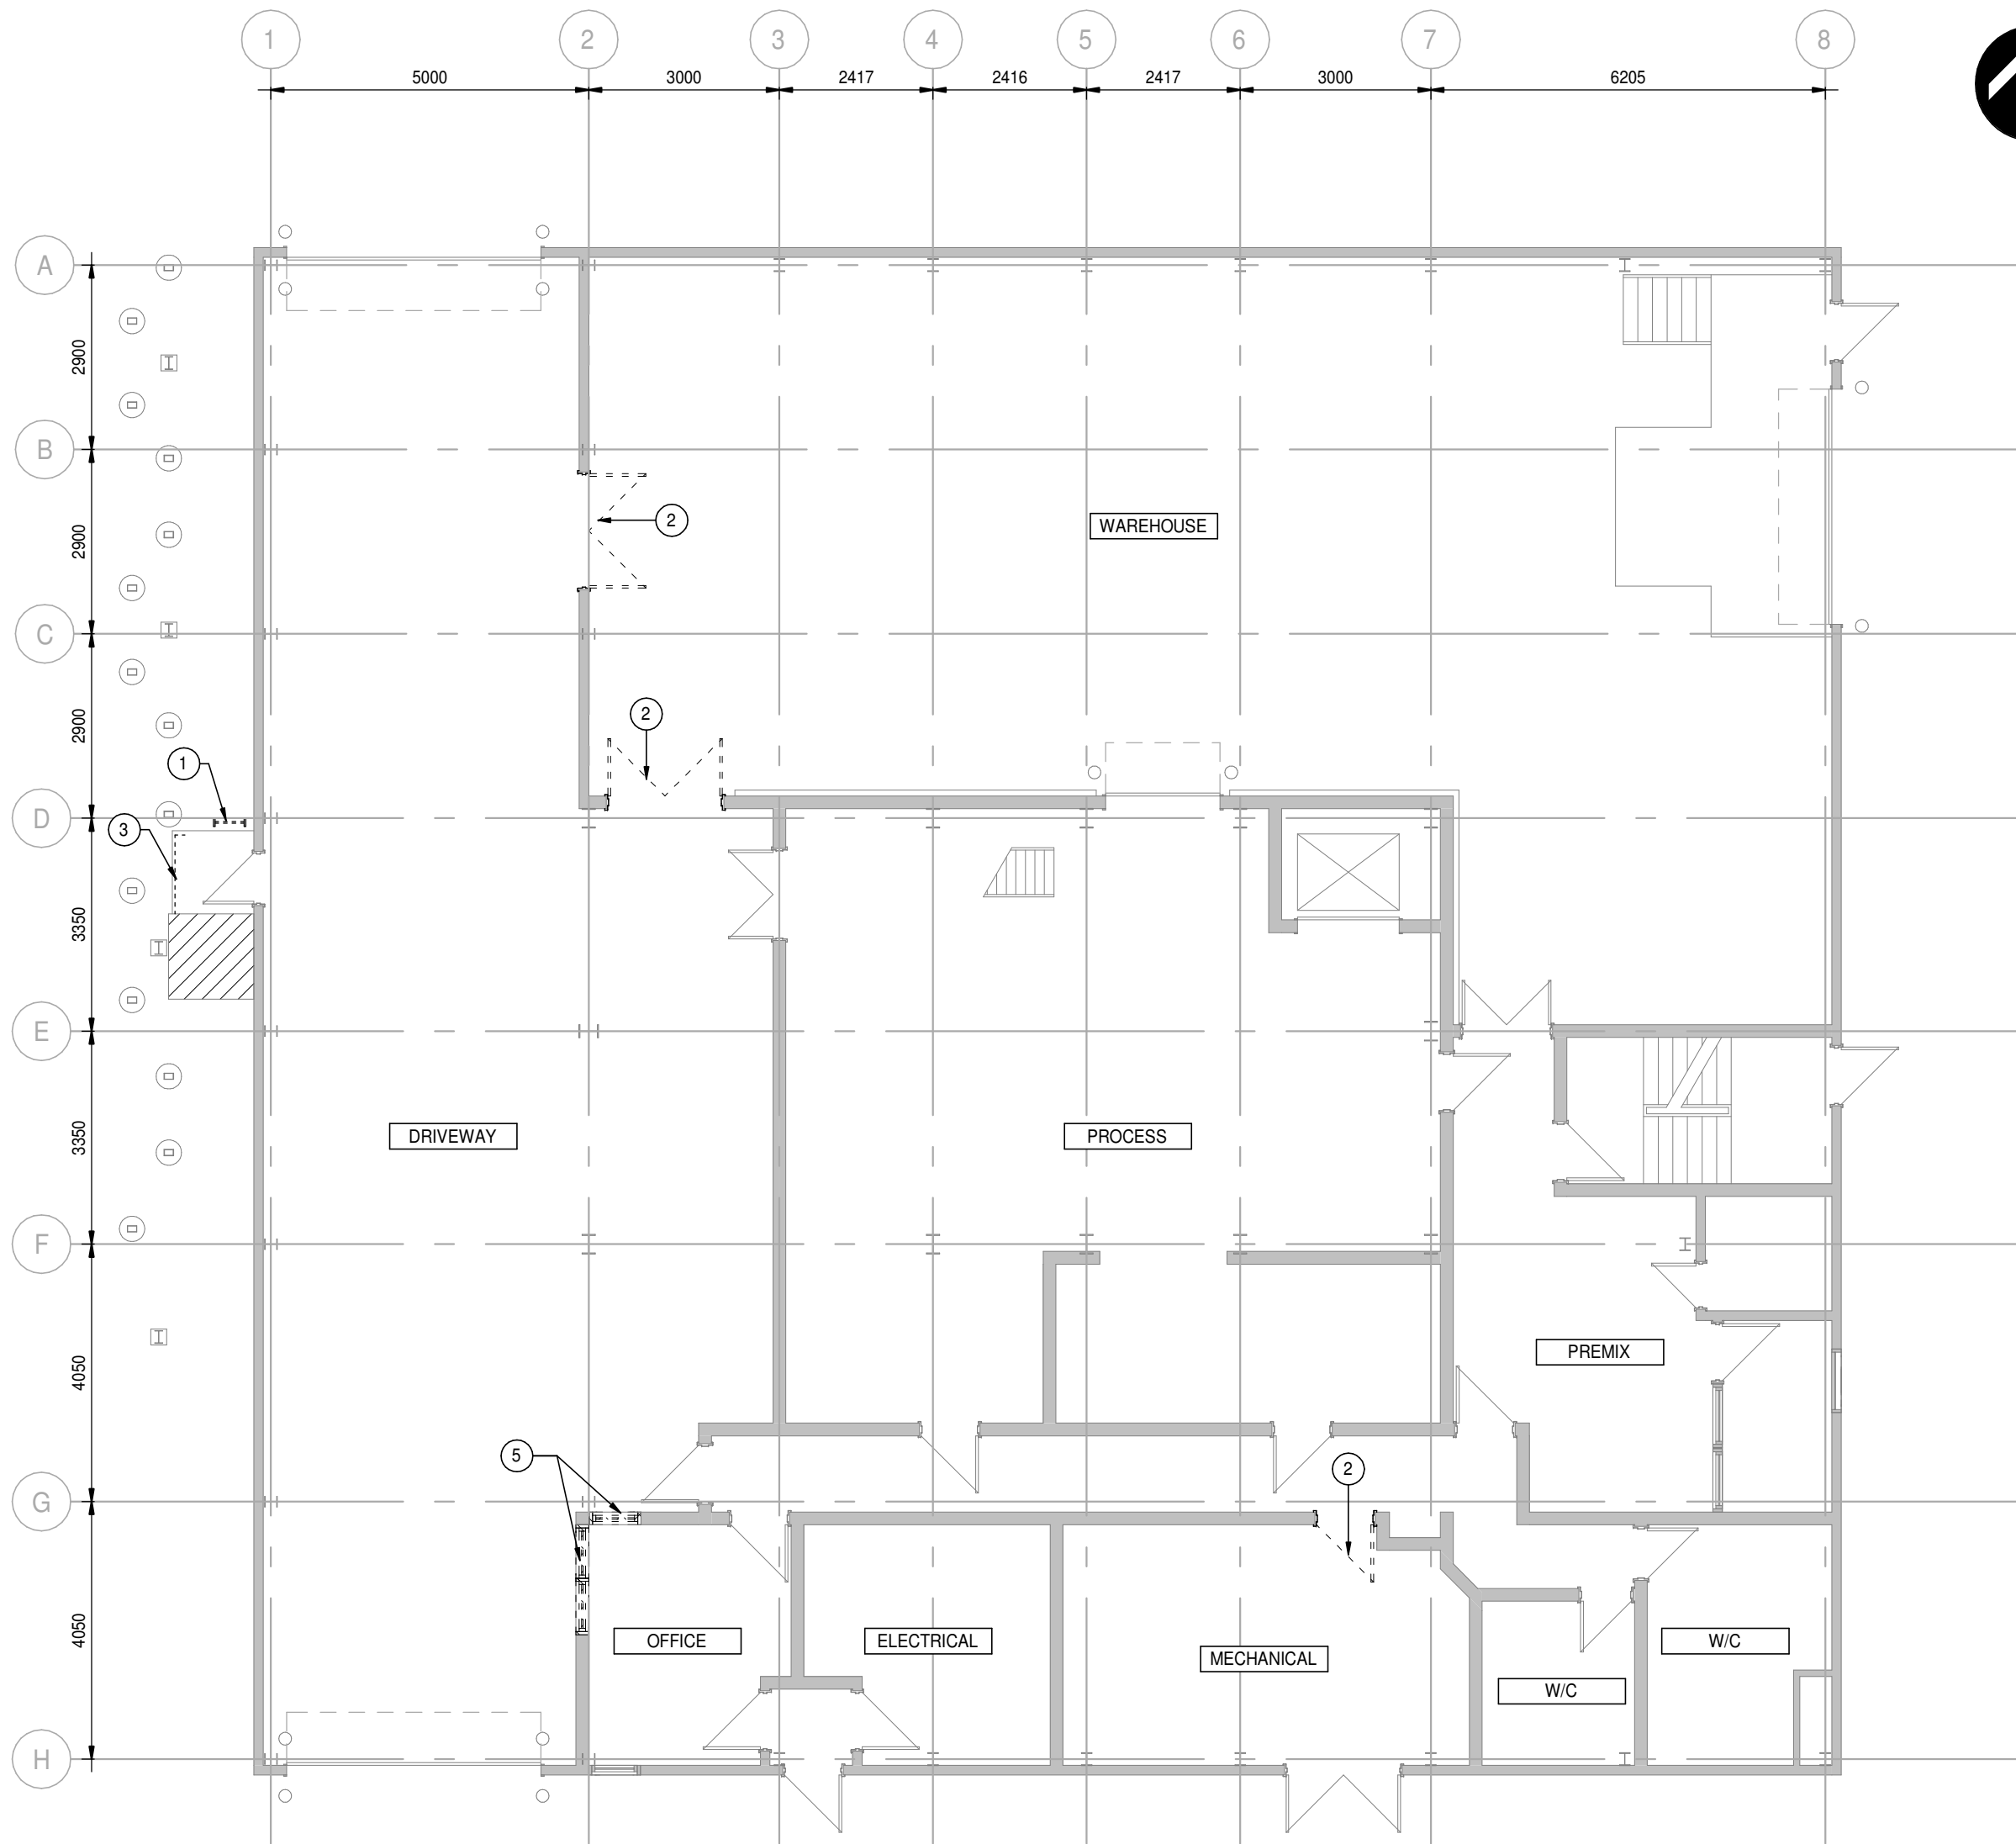 1 2 3 4 5 6 7 8
5000 3000 2417 2416 2417 3000 6205
A
2900
B
2900
2
WAREHOUSE
C
2
2900
1
D
3
3350
E
3350
DRIVEWAY
PROCESS
F
PREMIX
4050
5
2
G
4050
OFFICE
ELECTRICAL
W/C
MECHANICAL
W/C
H